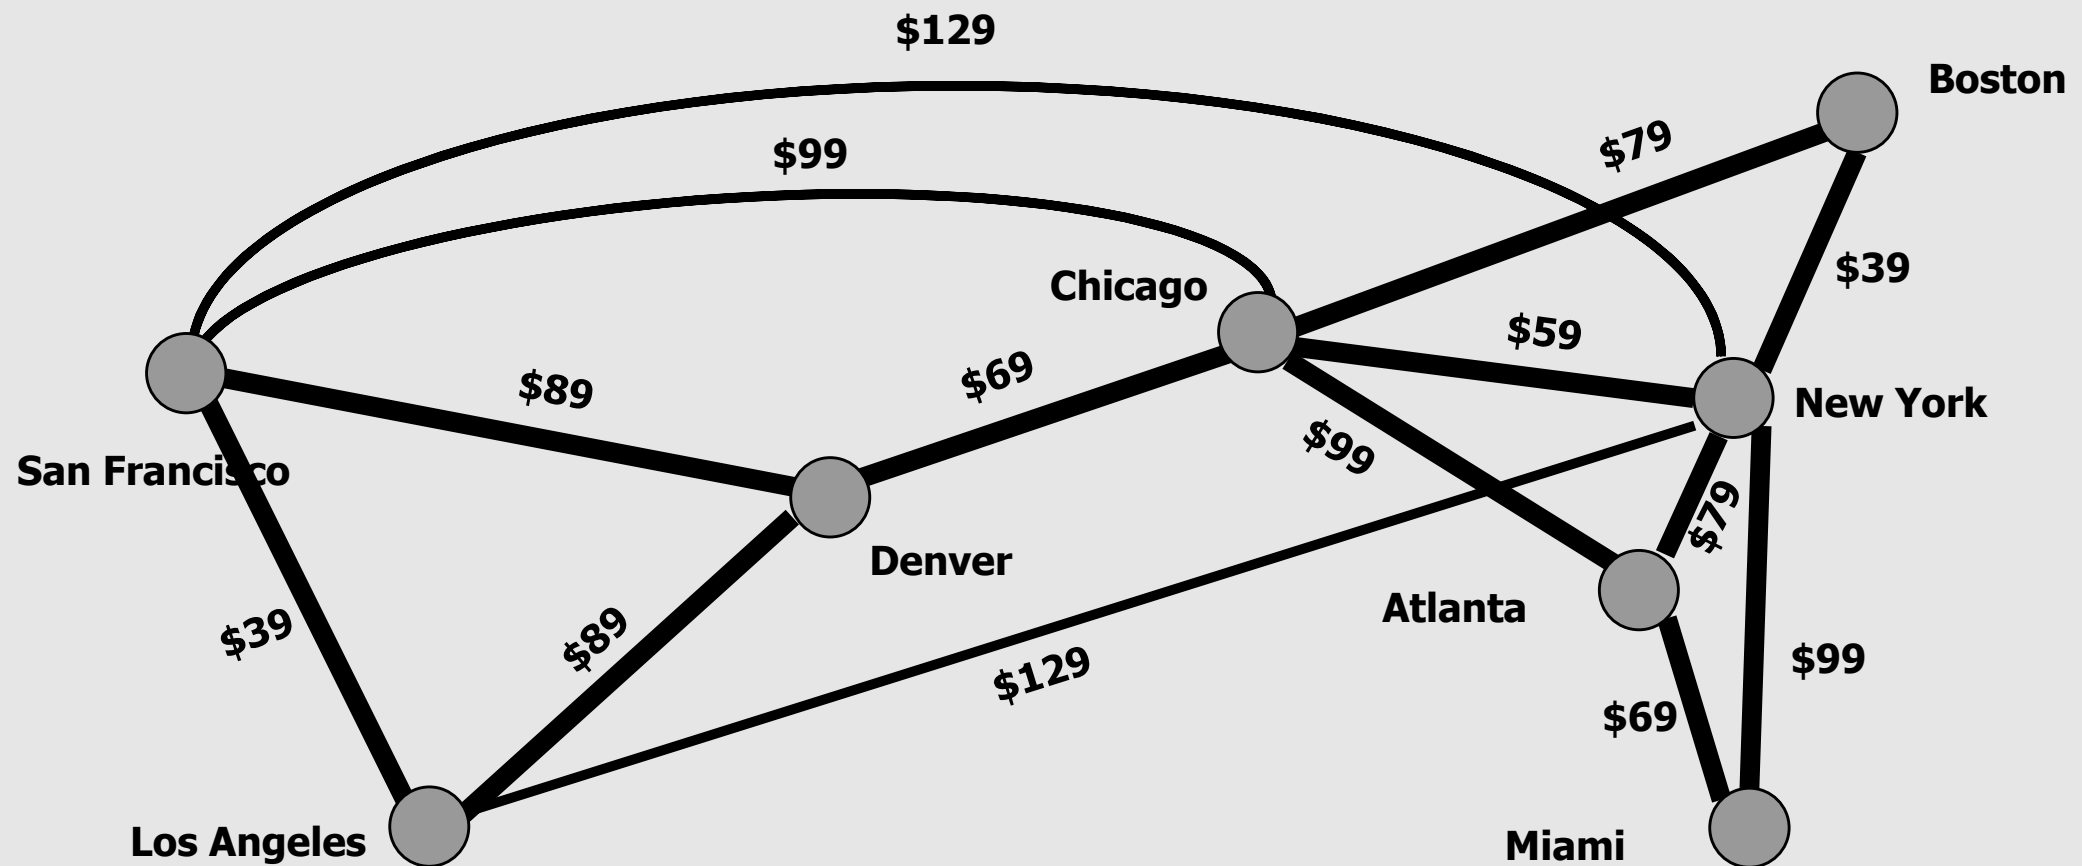 $129
Boston
$79
$99
$39
Chicago
$59
$69
$89
New York
$99
San Francisco
$79
Denver
Atlanta
$39
$89
$129
$99
$69
Los Angeles
Miami